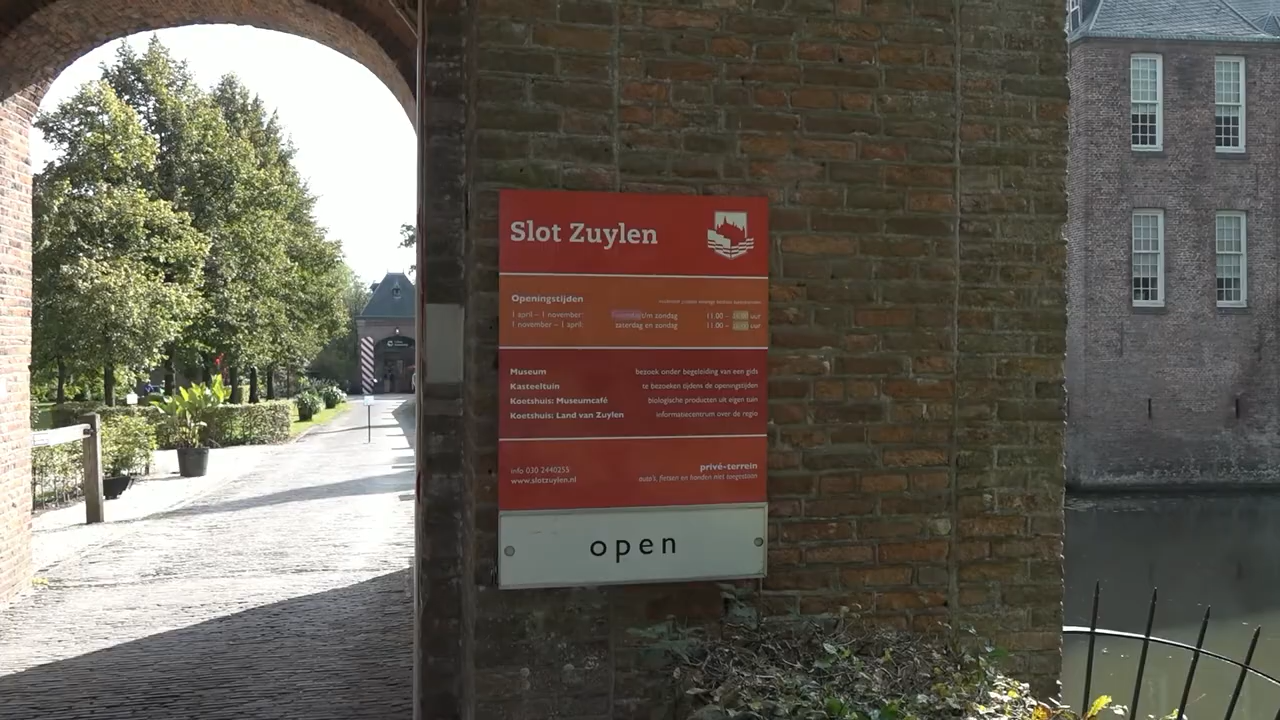 Slot Zuylen
Openingstijden
1 april – 1 november: t/m zondag 11.00 – uur
1 november – 1 april: zaterdag en zondag 11.00 – uur
Museum bezoek onder begeleiding van een gids
Kasteeltuin te bezoeken tijdens de openingstijden
Koetshuis: Museumcafé biologische producten uit eigen tuin
Koetshuis: Land van Zuylen informatiecentrum over de regio
info 030 2440255 privé-terrein
www.slotzuylen.nl auto's, fietsen en honden niet toegestaan
open